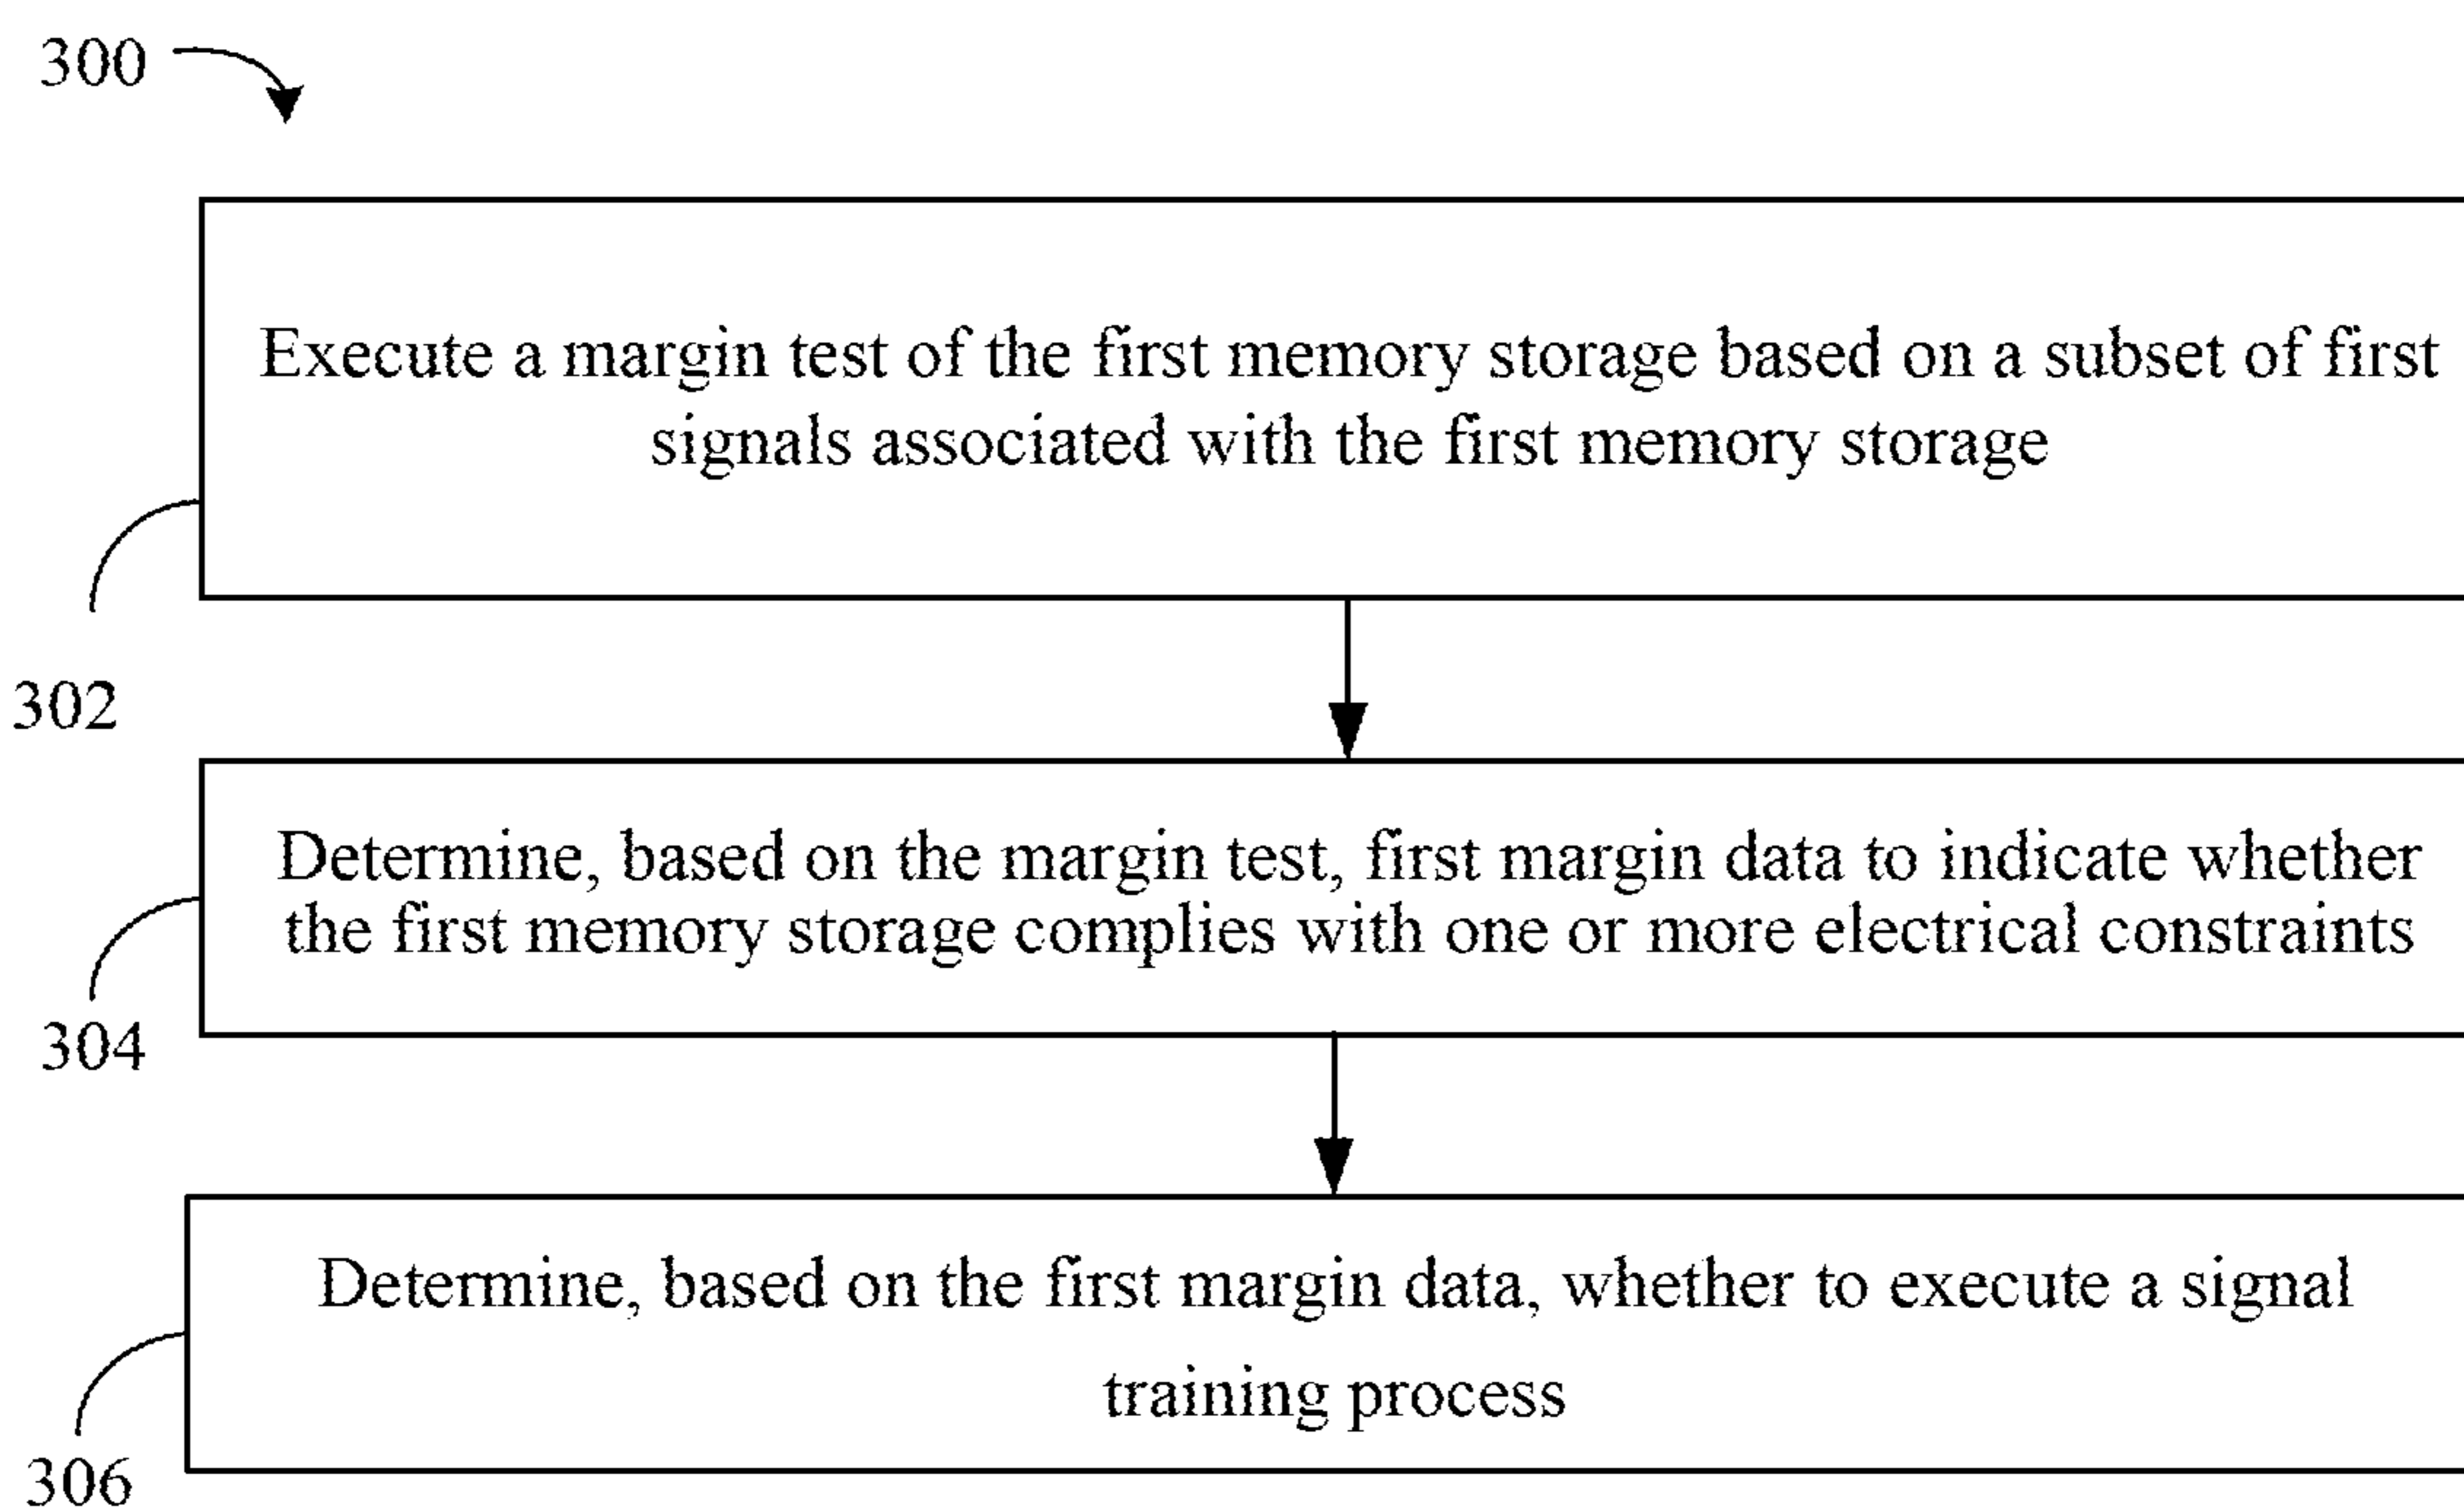 300
Execute a margin test of the first memory storage based on a subset of first
signals associated with the first memory storage
302
Determine, based on the margin test, first margin data to indicate whether
the first memory storage complies with one or more electrical constraints
304
Determine, based on the first margin data, whether to execute a signal
training process
306